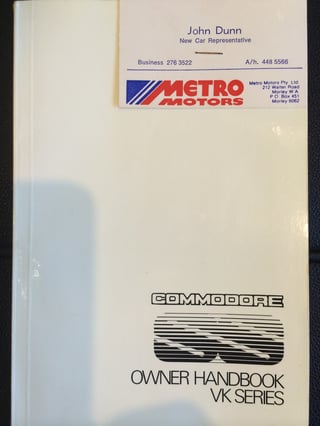 John Dunn
New Car Representative
Business 276 3522
A/h. 448 5566
METRO
MOTORS
Metro Motors Pty. Ltd.
212 Walter Road
Morley W A
P O Box 451
Morley 6062
COMMODORE
OWNER HANDBOOK
VK SERIES